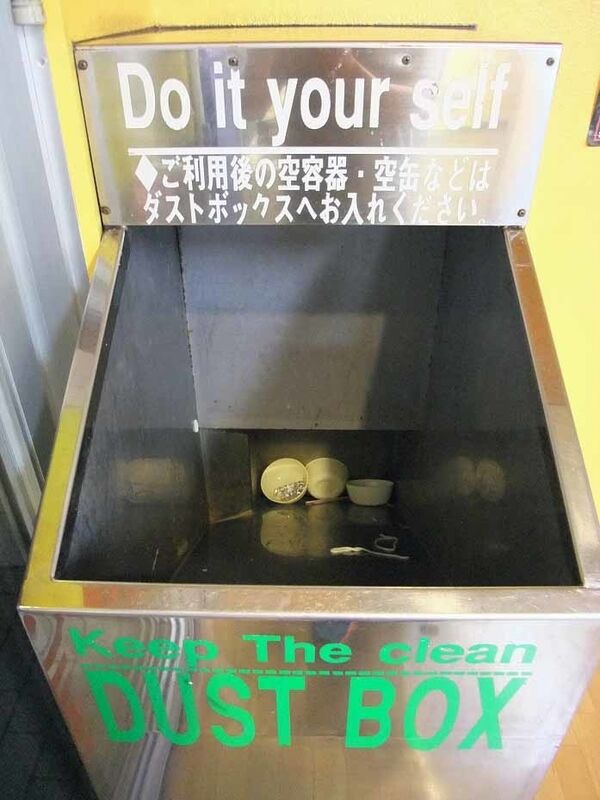 Do it your self
◆ご利用後の空容器・空缶などは
ダストボックスへお入れください。
Keep The clean
DUST BOX